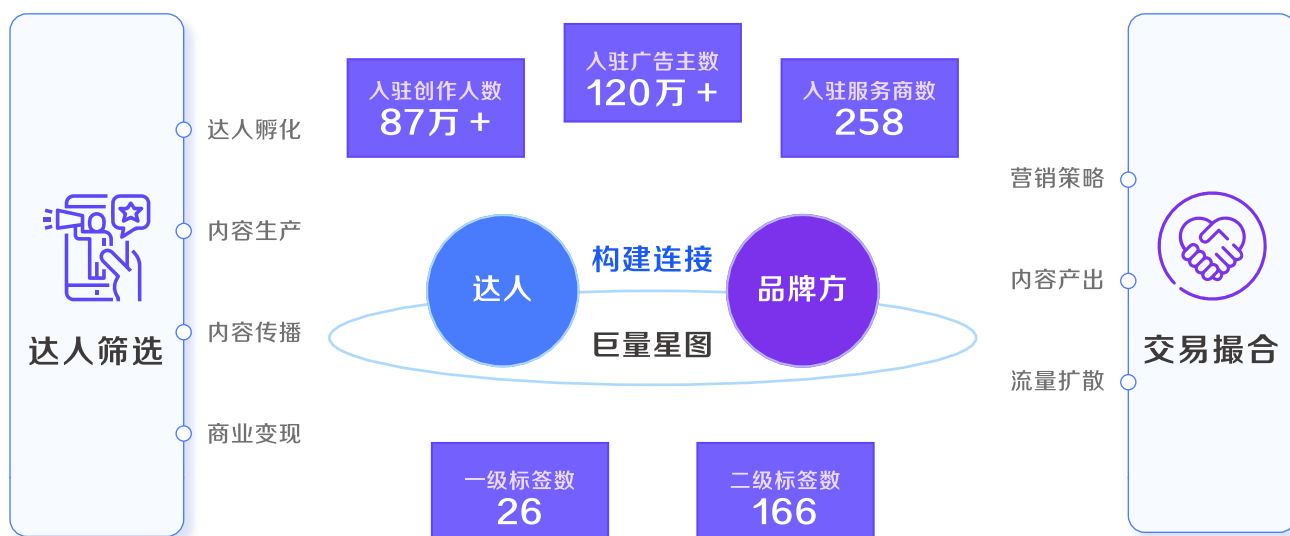 入驻创作人数
87万 +
入驻广告主数
120万 +
入驻服务商数
258
达人筛选
达人孵化
内容生产
内容传播
商业变现
达人
构建连接
巨量星图
品牌方
营销策略
内容产出
流量扩散
交易撮合
一级标签数
26
二级标签数
166